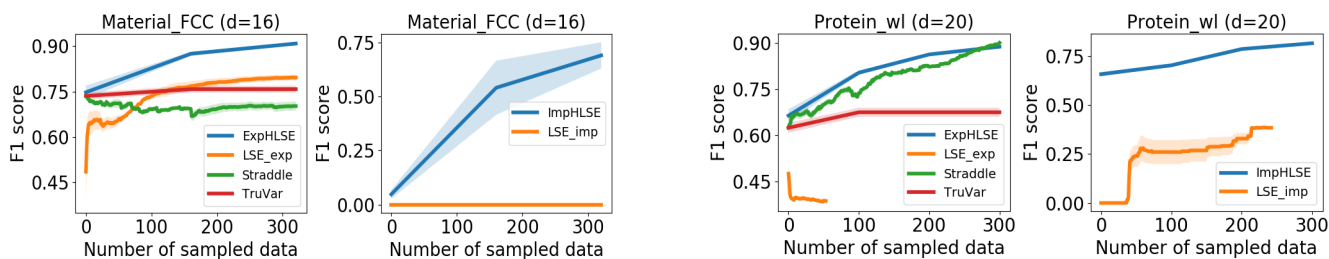 Material_FCC (d=16)
F1 score
0.90
0.75
0.60
0.45
ExpHLSE
LSE_exp
Straddle
TruVar
0 100 200 300
Number of sampled data
Material_FCC (d=16)
F1 score
0.75
0.50
0.25
0.00
ImpHLSE
LSE_imp
0 100 200 300
Number of sampled data
Protein_wl (d=20)
F1 score
0.90
0.75
0.60
0.45
ExpHLSE
LSE_exp
Straddle
TruVar
0 100 200 300
Number of sampled data
Protein_wl (d=20)
F1 score
0.75
0.50
0.25
0.00
ImpHLSE
LSE_imp
0 100 200 300
Number of sampled data